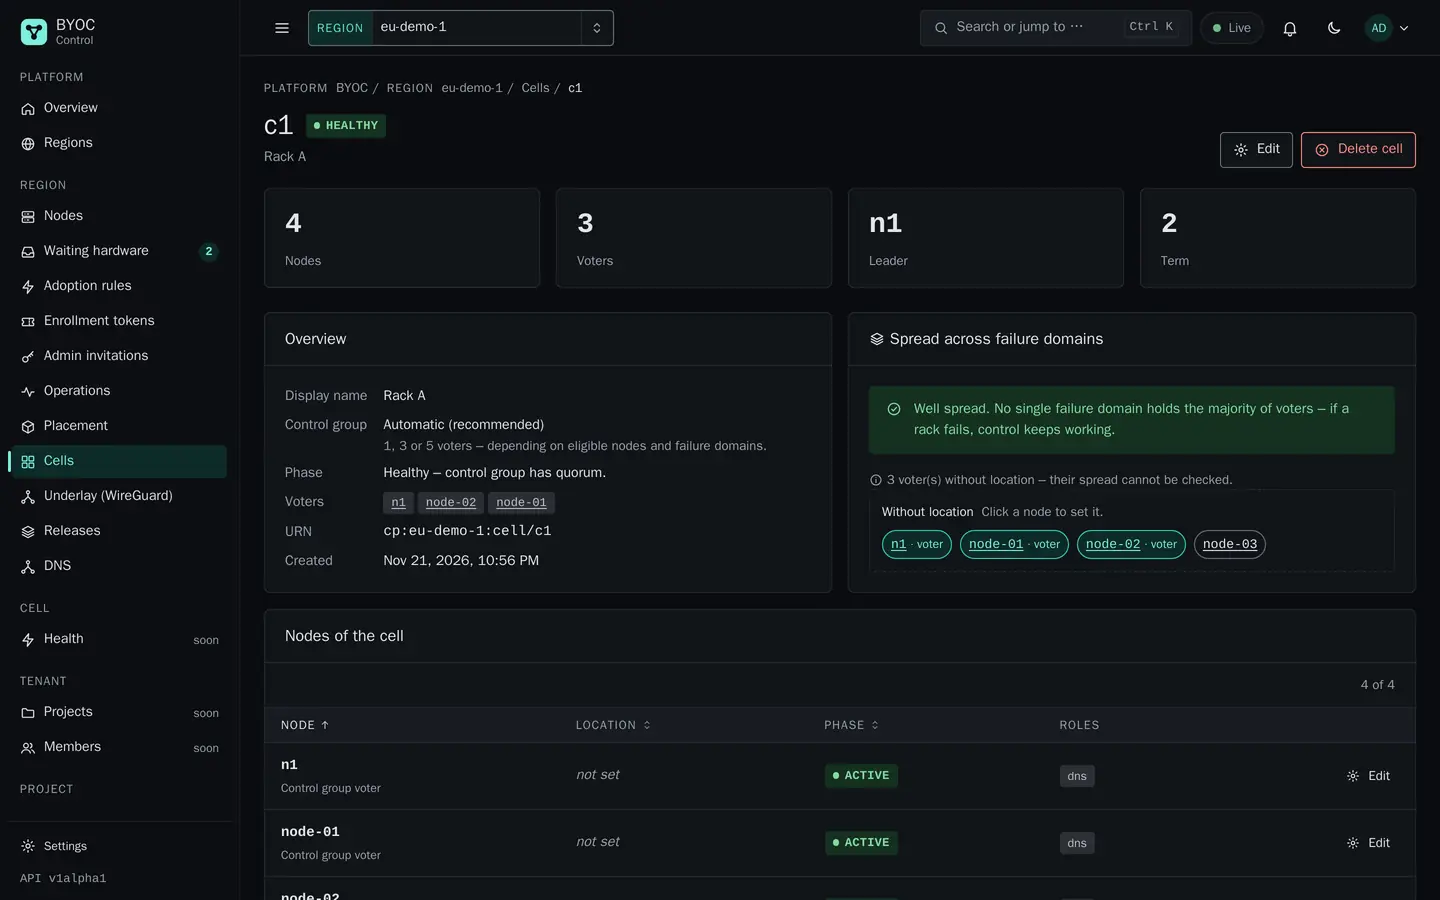 BYOC
Control
PLATFORM
Overview
Regions
REGION
Nodes
Waiting hardware 2
Adoption rules
Enrollment tokens
Admin invitations
Operations
Placement
Cells
Underlay (WireGuard)
Releases
DNS
CELL
Health soon
TENANT
Projects soon
Members soon
PROJECT
Settings
API v1alpha1
REGION eu-demo-1
Search or jump to ··· Ctrl K
Live
AD
PLATFORM BYOC / REGION eu-demo-1 / Cells / c1
c1 HEALTHY
Rack A
Edit
Delete cell
4
Nodes
3
Voters
n1
Leader
2
Term
Overview
Display name Rack A
Control group Automatic (recommended)
1, 3 or 5 voters – depending on eligible nodes and failure domains.
Phase Healthy – control group has quorum.
Voters n1 node-02 node-01
URN cp:eu-demo-1:cell/c1
Created Nov 21, 2026, 10:56 PM
Spread across failure domains
Well spread. No single failure domain holds the majority of voters – if a
rack fails, control keeps working.
3 voter(s) without location – their spread cannot be checked.
Without location Click a node to set it.
n1 · voter node-01 · voter node-02 · voter node-03
Nodes of the cell
4 of 4
NODE LOCATION PHASE ROLES
n1 not set ACTIVE dns Edit
Control group voter
node-01 not set ACTIVE dns Edit
Control group voter
node-02